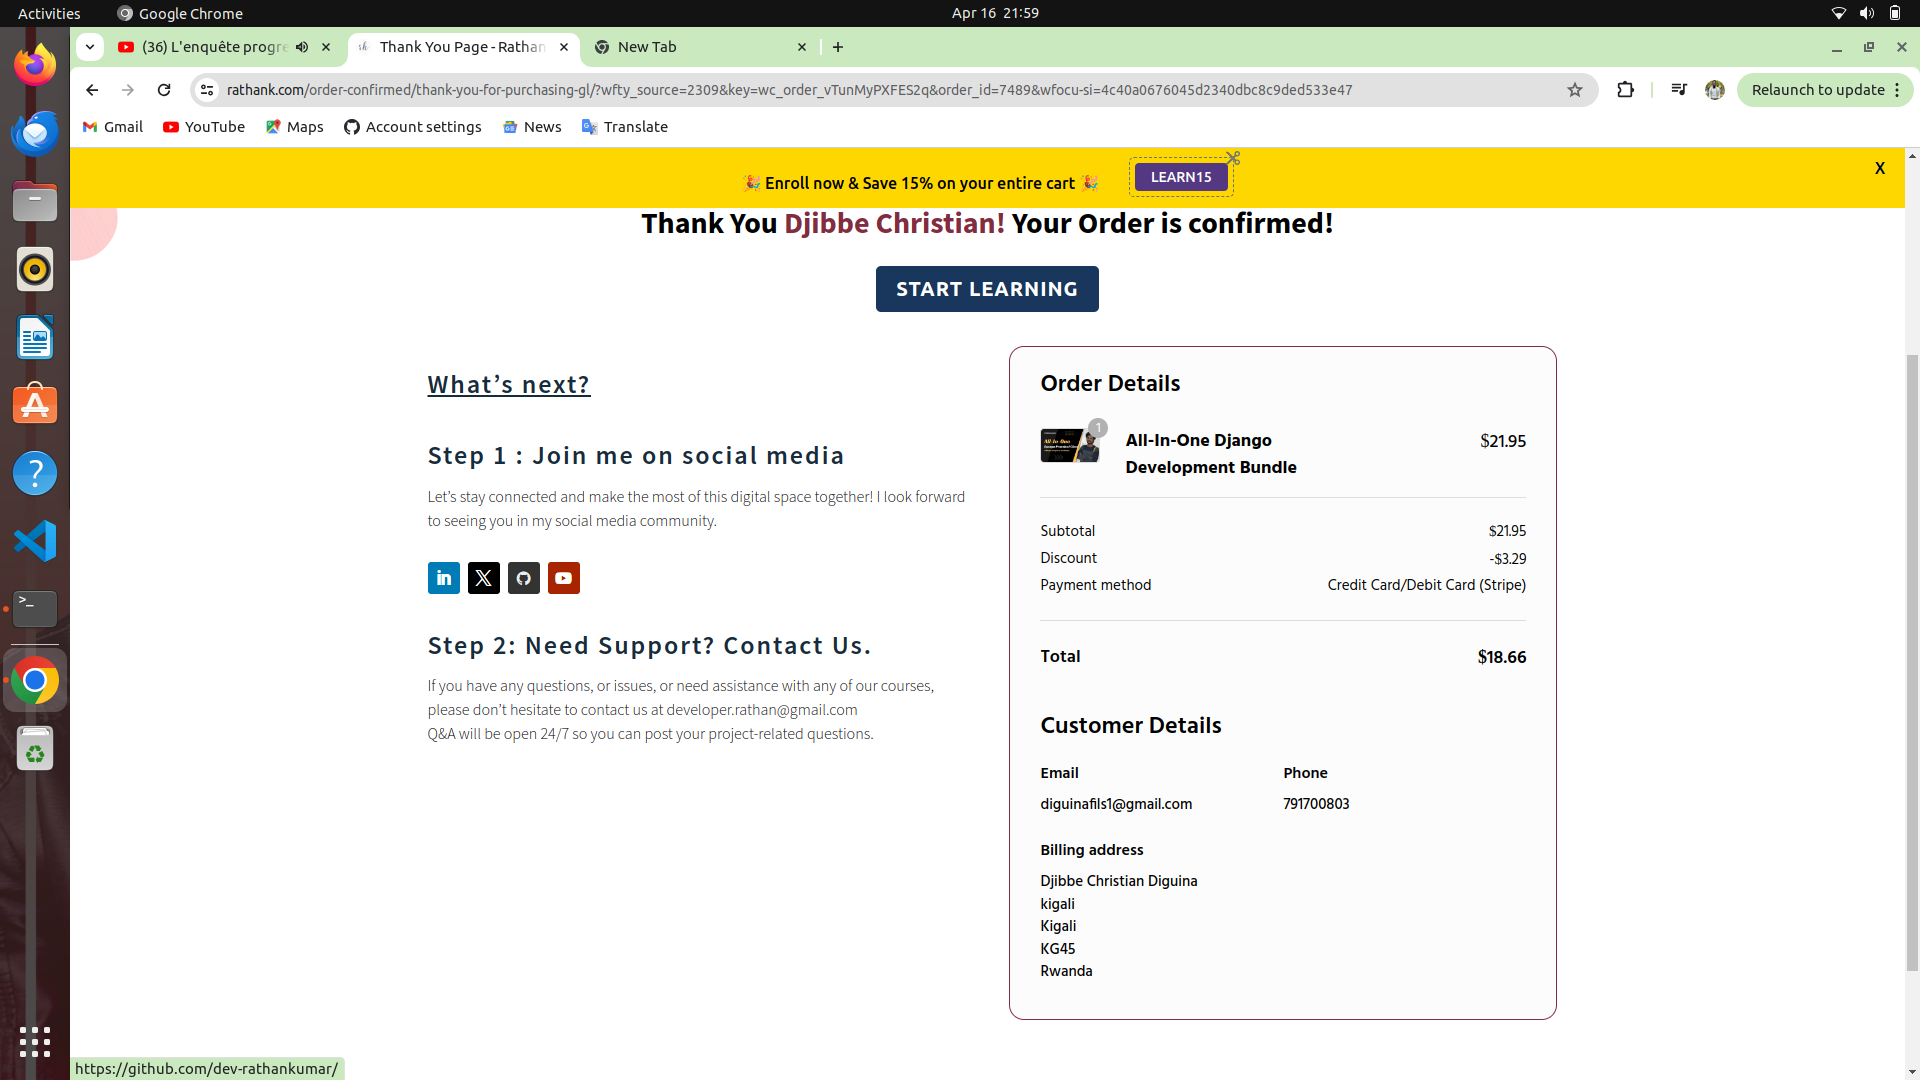 Activities
Google Chrome
Apr 16 21:59
(36) L'enquête progre
Thank You Page - Rathan
New Tab
rathank.com/order-confirmed/thank-you-for-purchasing-gl/?wfty_source=2309&key=wc_order_vTunMyPXFES2q&order_id=7489&wfocu-si=4c40a0676045d2340dbc8c9ded533e47
Relaunch to update
Gmail
YouTube
Maps
Account settings
News
Translate
🎉 Enroll now & Save 15% on your entire cart 🎉
LEARN15
X
Thank You Djibbe Christian! Your Order is confirmed!
START LEARNING
What’s next?
Step 1 : Join me on social media
Let’s stay connected and make the most of this digital space together! I look forward
to seeing you in my social media community.
Step 2: Need Support? Contact Us.
If you have any questions, or issues, or need assistance with any of our courses,
please don’t hesitate to contact us at developer.rathan@gmail.com
Q&A will be open 24/7 so you can post your project-related questions.
Order Details
1
All-In-One Django
Development Bundle
$21.95
Subtotal
$21.95
Discount
-$3.29
Payment method
Credit Card/Debit Card (Stripe)
Total
$18.66
Customer Details
Email
Phone
diguinafils1@gmail.com
791700803
Billing address
Djibbe Christian Diguina
kigali
Kigali
KG45
Rwanda
https://github.com/dev-rathankumar/